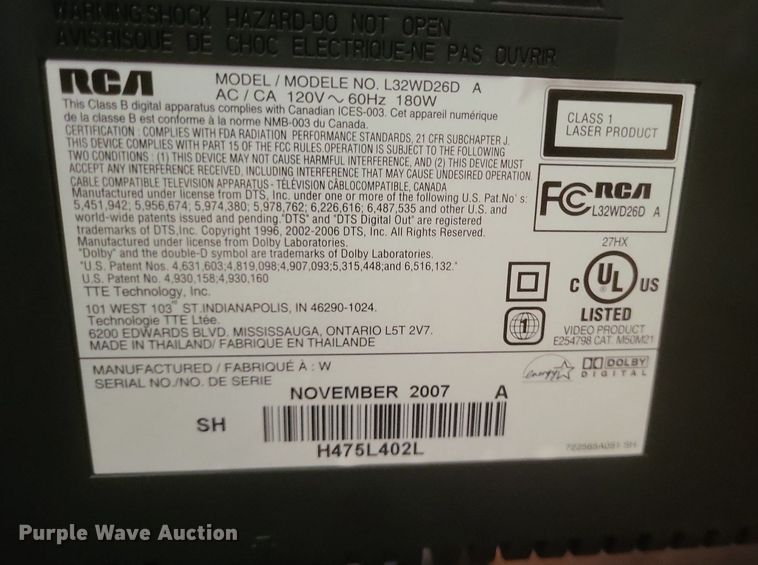 WARNING:SHOCK HAZARD-DO NOT OPEN
AVIS:RISQUE DE CHOC ELECTRIQUE-NE PAS OUVRIR
RCA
MODEL / MODELE NO. L32WD26D A
AC / CA 120V ~ 60Hz 180W
This Class B digital apparatus complies with Canadian ICES-003. Cet appareil numérique
de la classe B est conforme à la norme NMB-003 du Canada.
CERTIFICATION : COMPLIES WITH FDA RADIATION PERFORMANCE STANDARDS, 21 CFR SUBCHAPTER J.
THIS DEVICE COMPLIES WITH PART 15 OF THE FCC RULES.OPERATION IS SUBJECT TO THE FOLLOWING
TWO CONDITIONS : (1) THIS DEVICE MAY NOT CAUSE HARMFUL INTERFERENCE, AND (2) THIS DEVICE MUST
ACCEPT ANY INTERFERENCE RECEIVED, INCLUDING INTERFERENCE THAT MAY CAUSE UNDESIRED OPERATION.
CABLE COMPATIBLE TELEVISION APPARATUS - TÉLÉVISION CÂBLOCOMPATIBLE, CANADA
Manufactured under license from DTS, Inc. under one or more of the following U.S. Pat.No' s:
5,451,942; 5,956,674; 5,974,380; 5,978,762; 6,226,616; 6,487,535 and other U.S. and
world-wide patents issued and pending."DTS" and "DTS Digital Out" are registered
trademarks of DTS,Inc. Copyright 1996, 2002-2006 DTS, Inc. All Rights Reserved.
Manufactured under license from Dolby Laboratories.
"Dolby" and the double-D symbol are trademarks of Dolby Laboratories.
"U.S. Patent Nos. 4,631,603;4,819,098;4,907,093;5,315,448;and 6,516,132."
U.S. Patent Nos. 4,930,158;4,930,160
TTE Technology, Inc.
101 WEST 103rd ST.INDIANAPOLIS, IN 46290-1024.
Technologie TTE Ltée.
6200 EDWARDS BLVD. MISSISSAUGA, ONTARIO L5T 2V7.
MADE IN THAILAND/ FABRIQUÉ EN THAILANDE
CLASS 1
LASER PRODUCT
FC RCA
L32WD26D A
27HX
C UL US
LISTED
VIDEO PRODUCT
E254798 CAT. M50M21
1
energy
DOLBY
DIGITAL
MANUFACTURED / FABRIQUÉ À : W
SERIAL NO./NO. DE SERIE
NOVEMBER 2007 A
SH
H475L402L
Purple Wave Auction